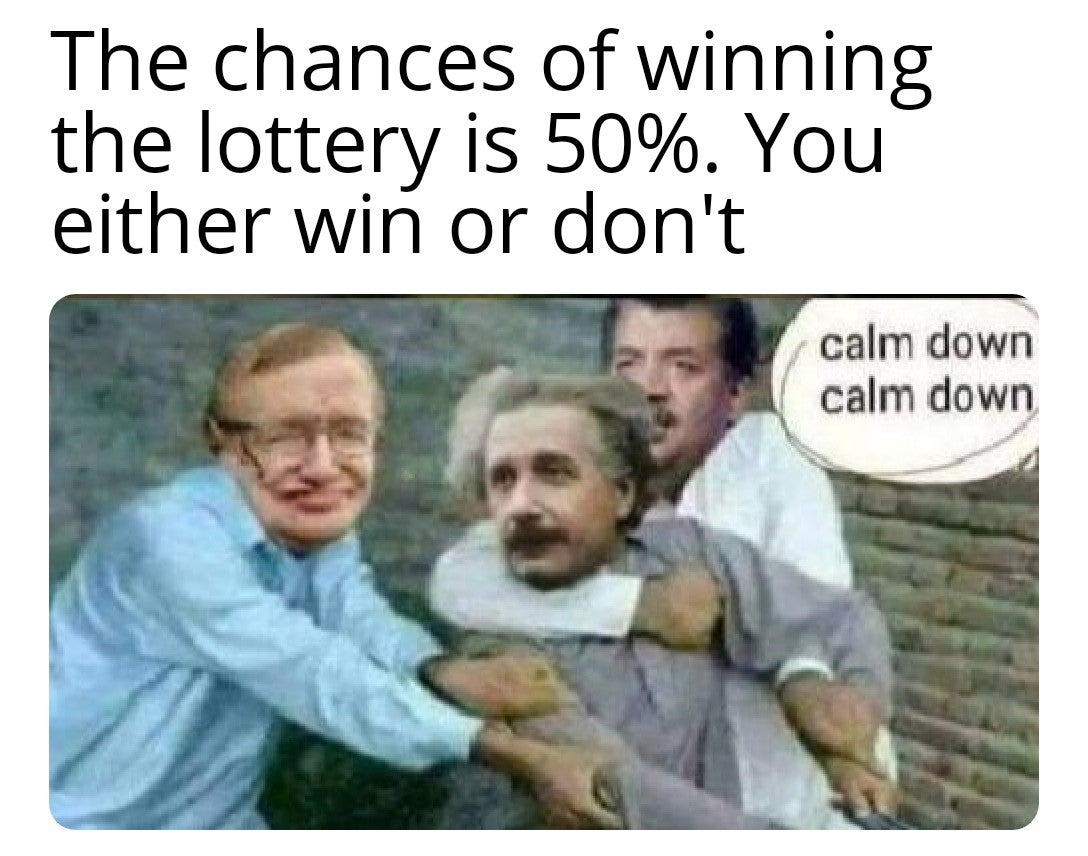 The chances of winning
the lottery is 50%. You
either win or don't
calm down
calm down